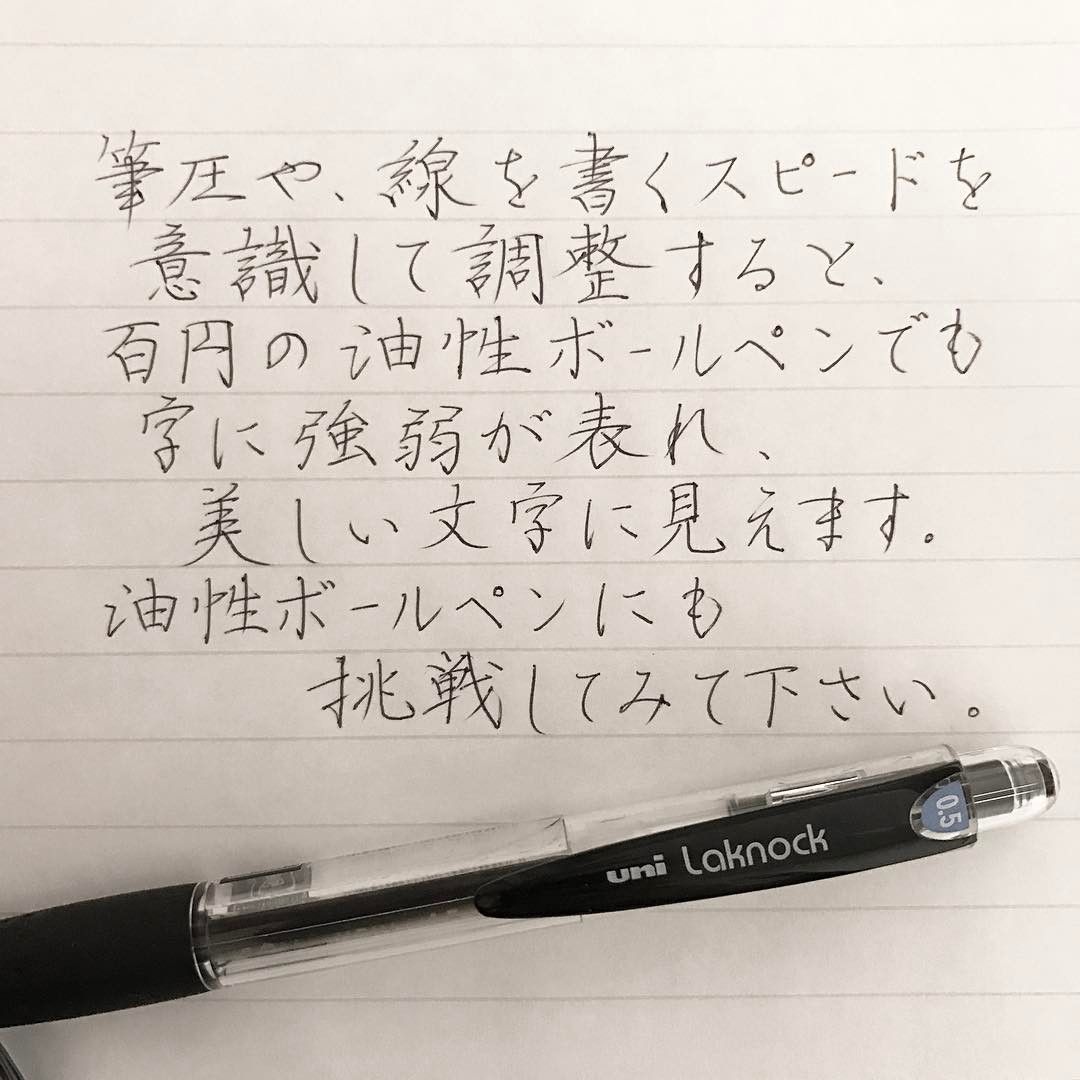 筆圧や、線を書くスピードを
意識して調整すると、
百円の油性ボールペンでも
字に強弱が表れ、
美しい文字に見えます。
油性ボールペンにも
挑戦してみて下さい。
uni Laknock
0.5